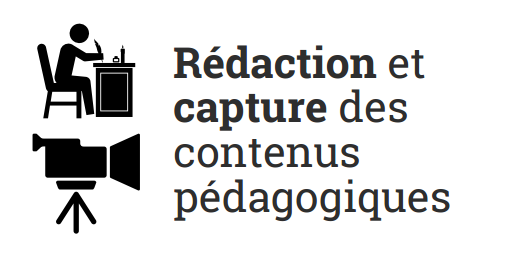 Rédaction et
capture des
contenus
pédagogiques